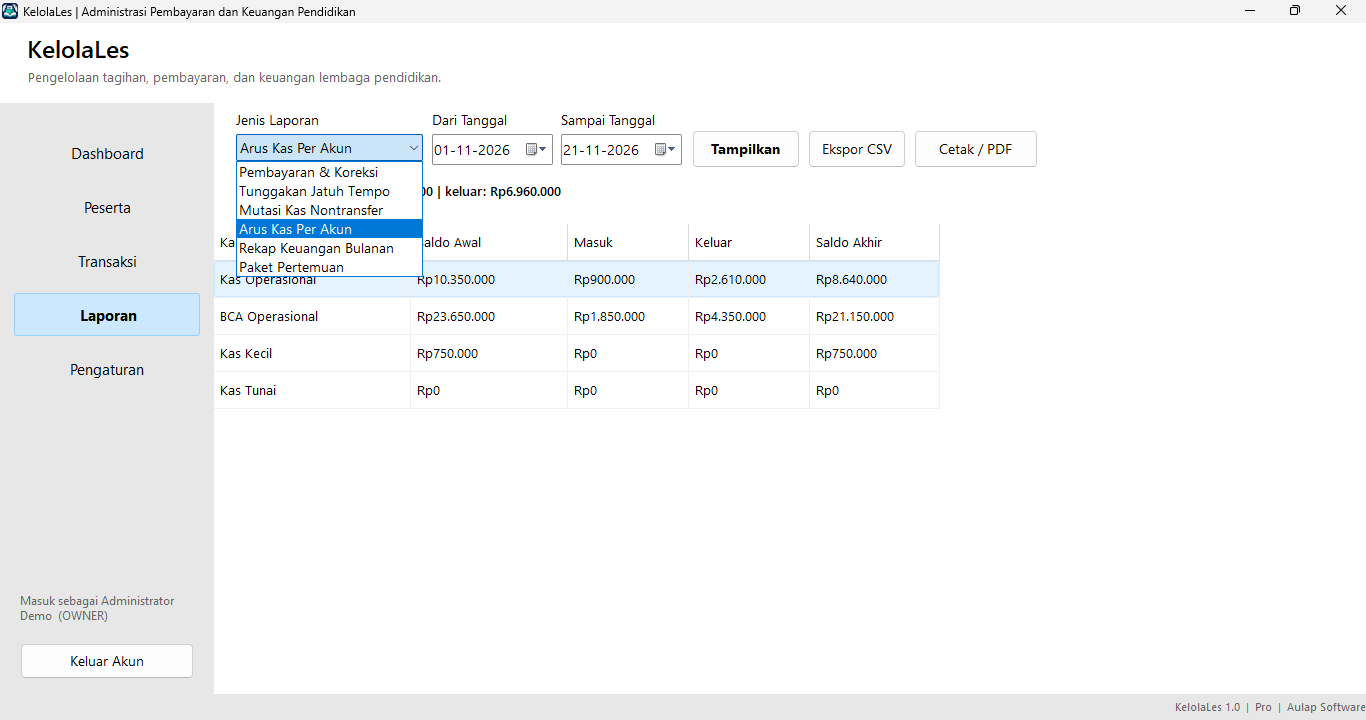 KelolaLes | Administrasi Pembayaran dan Keuangan Pendidikan
KelolaLes
Pengelolaan tagihan, pembayaran, dan keuangan lembaga pendidikan.
Dashboard
Peserta
Transaksi
Laporan
Pengaturan
Masuk sebagai Administrator
Demo (OWNER)
Keluar Akun
Jenis Laporan
Dari Tanggal
Sampai Tanggal
Arus Kas Per Akun
01-11-2026
21-11-2026
Tampilkan
Ekspor CSV
Cetak / PDF
Pembayaran & Koreksi
Tunggakan Jatuh Tempo
Mutasi Kas Nontransfer
Arus Kas Per Akun
Rekap Keuangan Bulanan
Paket Pertemuan
| keluar: Rp6.960.000
Awal
Masuk
Keluar
Saldo Akhir
Kas Operasional Rp10.350.000 Rp900.000 Rp2.610.000 Rp8.640.000
BCA Operasional Rp23.650.000 Rp1.850.000 Rp4.350.000 Rp21.150.000
Kas Kecil Rp750.000 Rp0 Rp0 Rp750.000
Kas Tunai Rp0 Rp0 Rp0 Rp0
KelolaLes 1.0 | Pro | Aulap Software